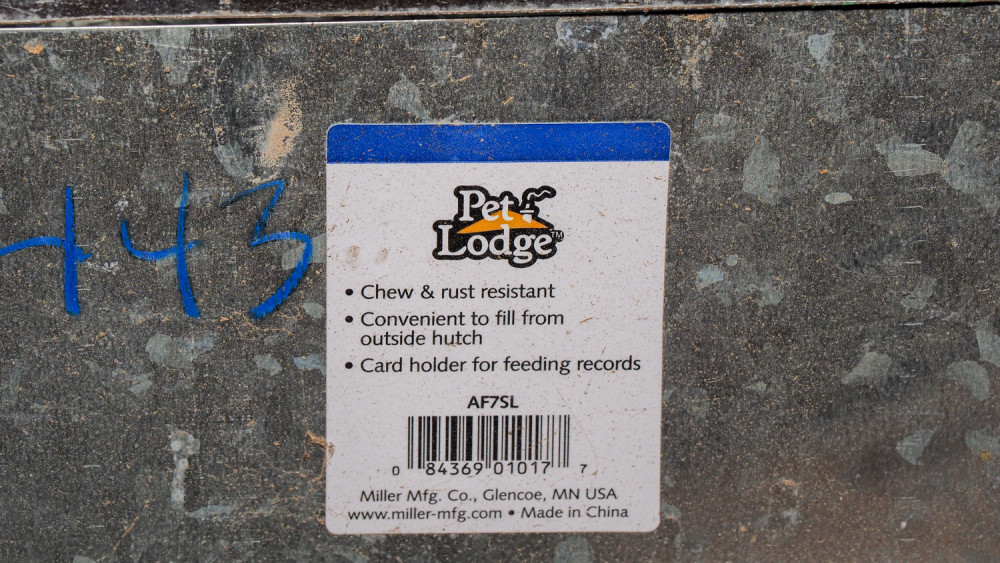 +43
Pet
Lodge™
• Chew & rust resistant
• Convenient to fill from
outside hutch
• Card holder for feeding records
AF7SL
0 84369 01017 7
Miller Mfg. Co., Glencoe, MN USA
www.miller-mfg.com • Made in China